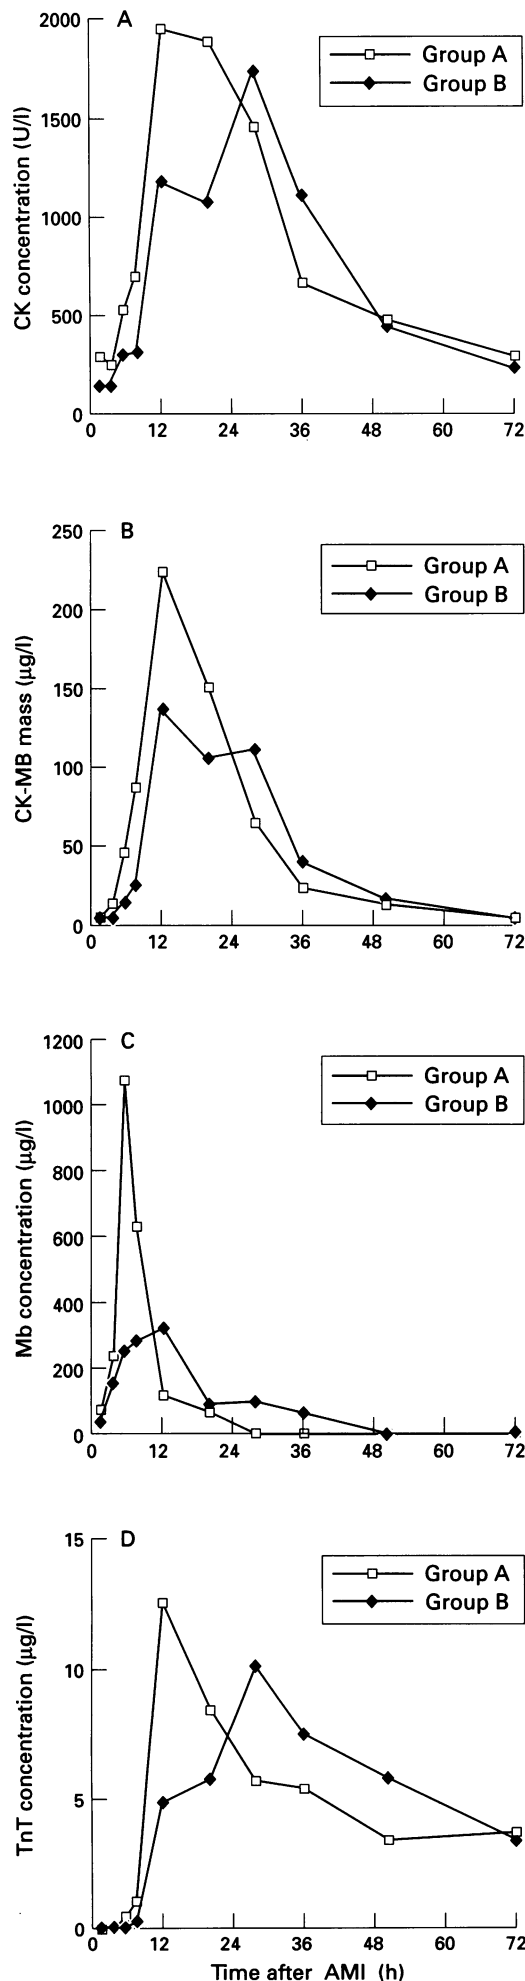 A
CK concentration (U/l)
2000
1500
1000
500
0
Group A
Group B
0 12 24 36 48 60 72
B
CK-MB mass (μg/l)
250
200
150
100
50
0
Group A
Group B
0 12 24 36 48 60 72
C
Mb concentration (μg/l)
1200
1000
800
600
400
200
0
Group A
Group B
0 12 24 36 48 60 72
D
TnT concentration (μg/l)
15
10
5
0
Group A
Group B
0 12 24 36 48 60 72
Time after AMI (h)